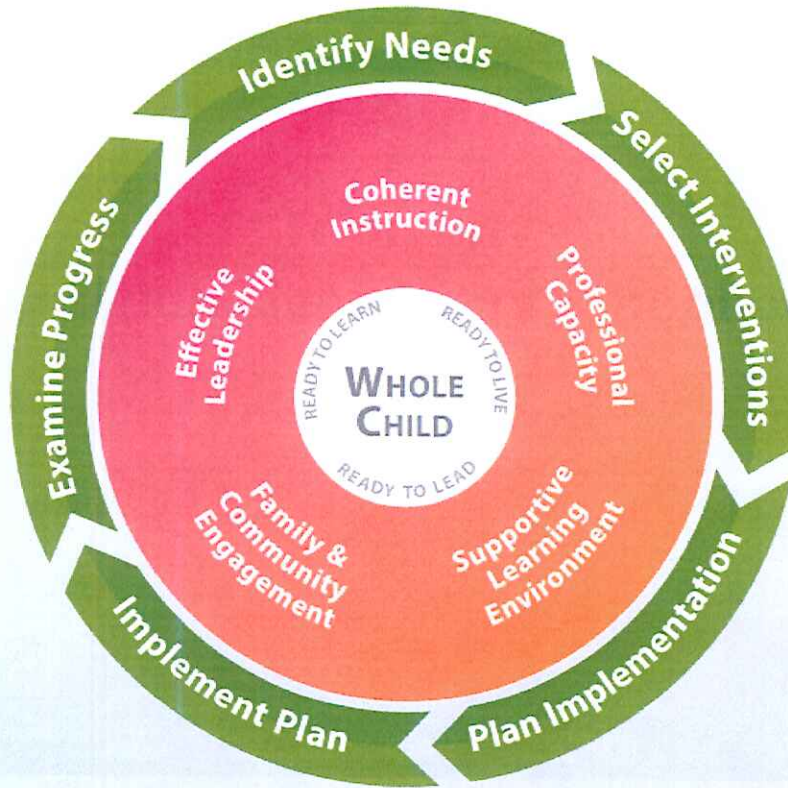 Identify Needs
Select Interventions
Plan Implementation
Implement Plan
Examine Progress
Coherent
Instruction
Professional
Capacity
Supportive
Learning
Environment
Family &
Community
Engagement
Effective
Leadership
READY TO LEARN
READY TO LIVE
READY TO LEAD
WHOLE
CHILD